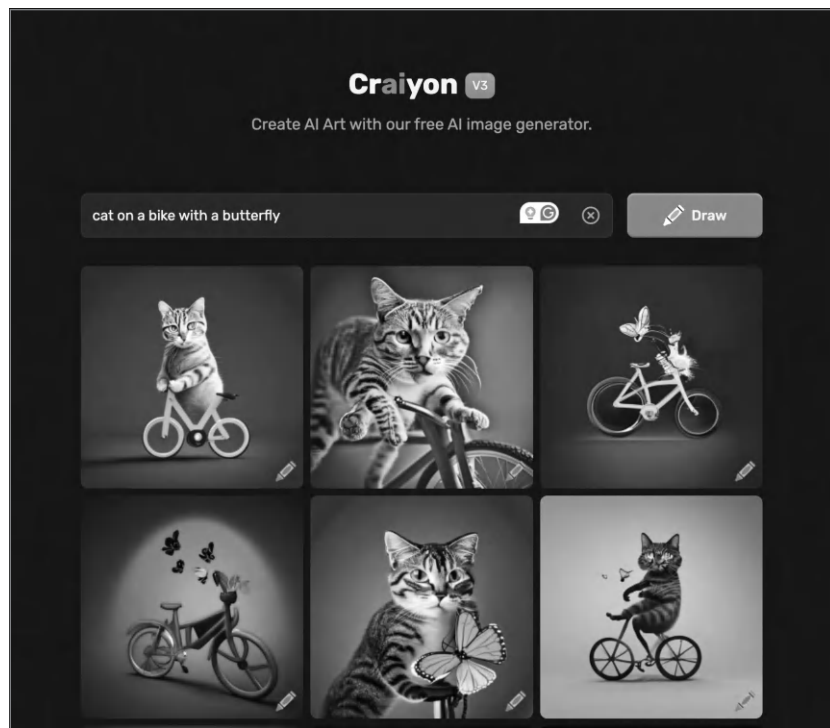 Craiyon V3
Create AI Art with our free AI image generator.
cat on a bike with a butterfly
Draw